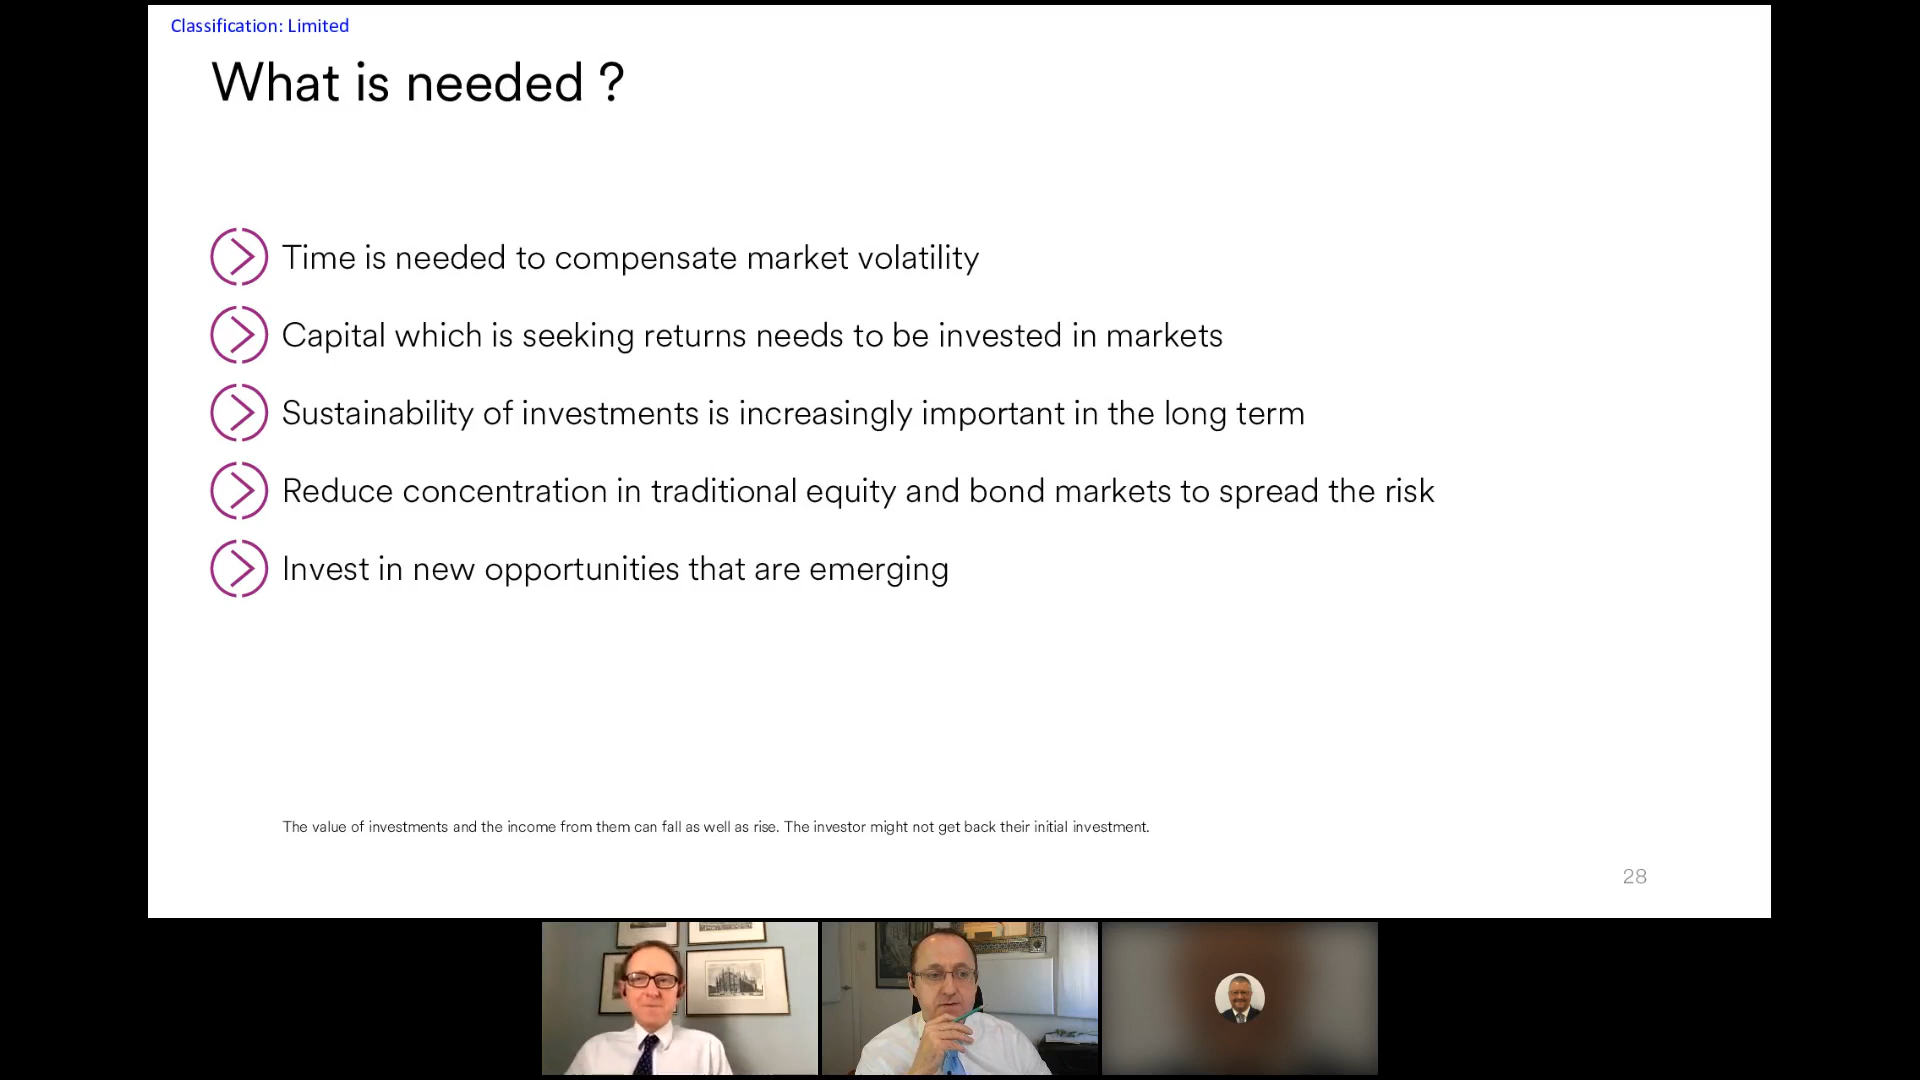 Classification: Limited
What is needed ?
Time is needed to compensate market volatility
Capital which is seeking returns needs to be invested in markets
Sustainability of investments is increasingly important in the long term
Reduce concentration in traditional equity and bond markets to spread the risk
Invest in new opportunities that are emerging
The value of investments and the income from them can fall as well as rise. The investor might not get back their initial investment.
28